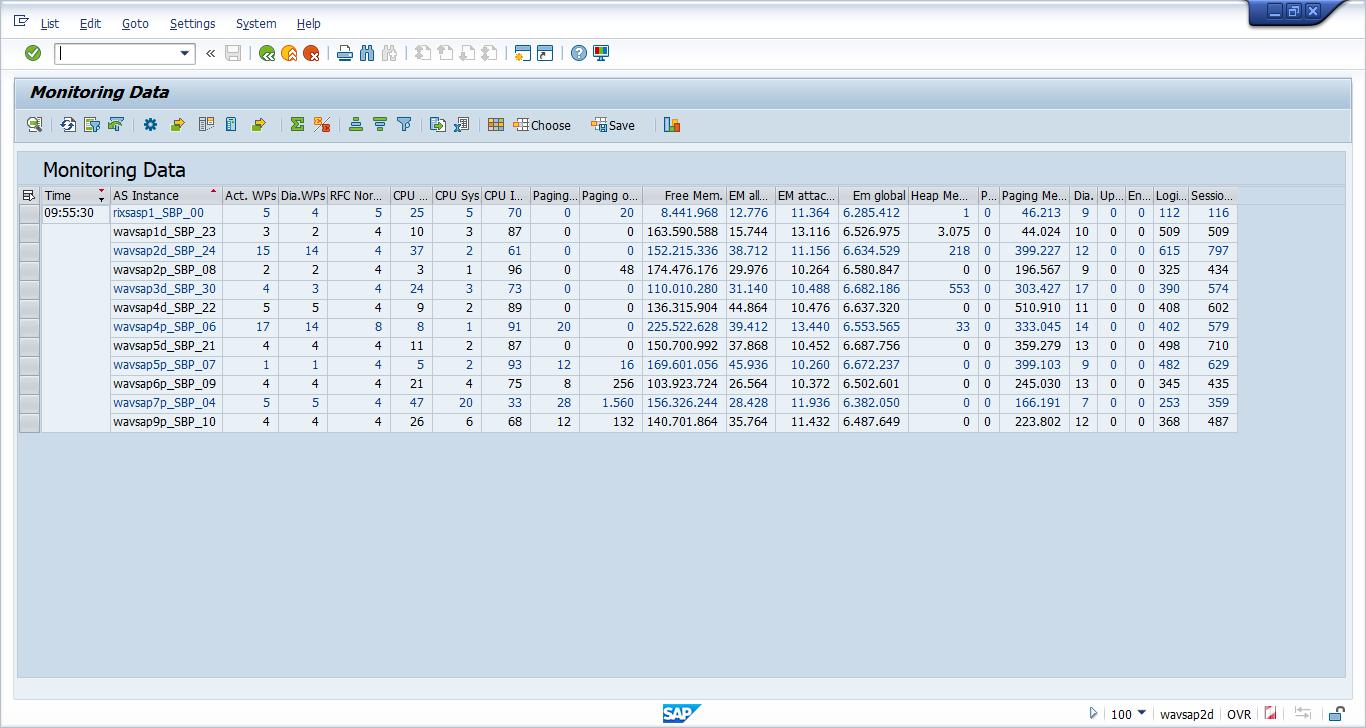 List Edit Goto Settings System Help
Monitoring Data
Choose Save
Monitoring Data
Time AS Instance Act. WPs Dia.WPs RFC Nor... CPU ... CPU Sys CPU I... Paging... Paging o... Free Mem. EM all... EM attac... Em global Heap Me... P... Paging Me... Dia. Up... En... Logi... Sessio...
09:55:30 rixsasp1_SBP_00 5 4 5 25 5 70 0 20 8.441.968 12.776 11.364 6.285.412 1 0 46.213 9 0 0 112 116
wavsap1d_SBP_23 3 2 4 10 3 87 0 0 163.590.588 15.744 13.116 6.526.975 3.075 0 44.024 10 0 0 509 509
wavsap2d_SBP_24 15 14 4 37 2 61 0 0 152.215.336 38.712 11.156 6.634.529 218 0 399.227 12 0 0 615 797
wavsap2p_SBP_08 2 2 4 3 1 96 0 48 174.476.176 29.976 10.264 6.580.847 0 0 196.567 9 0 0 325 434
wavsap3d_SBP_30 4 3 4 24 3 73 0 0 110.010.280 31.140 10.488 6.682.186 553 0 303.427 17 0 0 390 574
wavsap4d_SBP_22 5 5 4 9 2 89 0 0 136.315.904 44.864 10.476 6.637.320 0 0 510.910 11 0 0 408 602
wavsap4p_SBP_06 17 14 8 8 1 91 20 0 225.522.628 39.412 13.440 6.553.565 33 0 333.045 14 0 0 402 579
wavsap5d_SBP_21 4 4 4 11 2 87 0 0 150.700.992 37.868 10.452 6.687.756 0 0 359.279 13 0 0 498 710
wavsap5p_SBP_07 1 1 4 5 2 93 12 16 169.601.056 45.936 10.260 6.672.237 0 0 399.103 9 0 0 482 629
wavsap6p_SBP_09 4 4 4 21 4 75 8 256 103.923.724 26.564 10.372 6.502.601 0 0 245.030 13 0 0 345 435
wavsap7p_SBP_04 5 5 4 47 20 33 28 1.560 156.326.244 28.428 11.936 6.382.050 0 0 166.191 7 0 0 253 359
wavsap9p_SBP_10 4 4 4 26 6 68 12 132 140.701.864 35.764 11.432 6.487.649 0 0 223.802 12 0 0 368 487
SAP 100 wavsap2d OVR